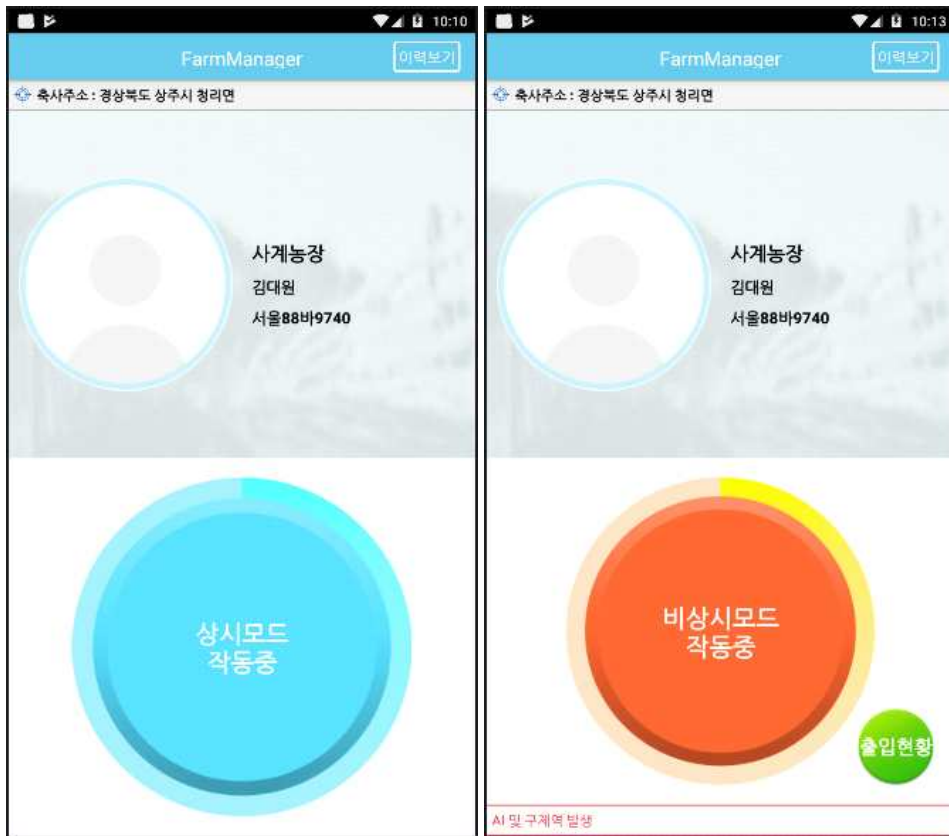 10:10
FarmManager
이력보기
축사주소 : 경상북도 상주시 청리면
사계농장
김대원
서울88바9740
상시모드
작동중
10:13
FarmManager
이력보기
축사주소 : 경상북도 상주시 청리면
사계농장
김대원
서울88바9740
비상시모드
작동중
출입현황
AI 및 구제역 발생